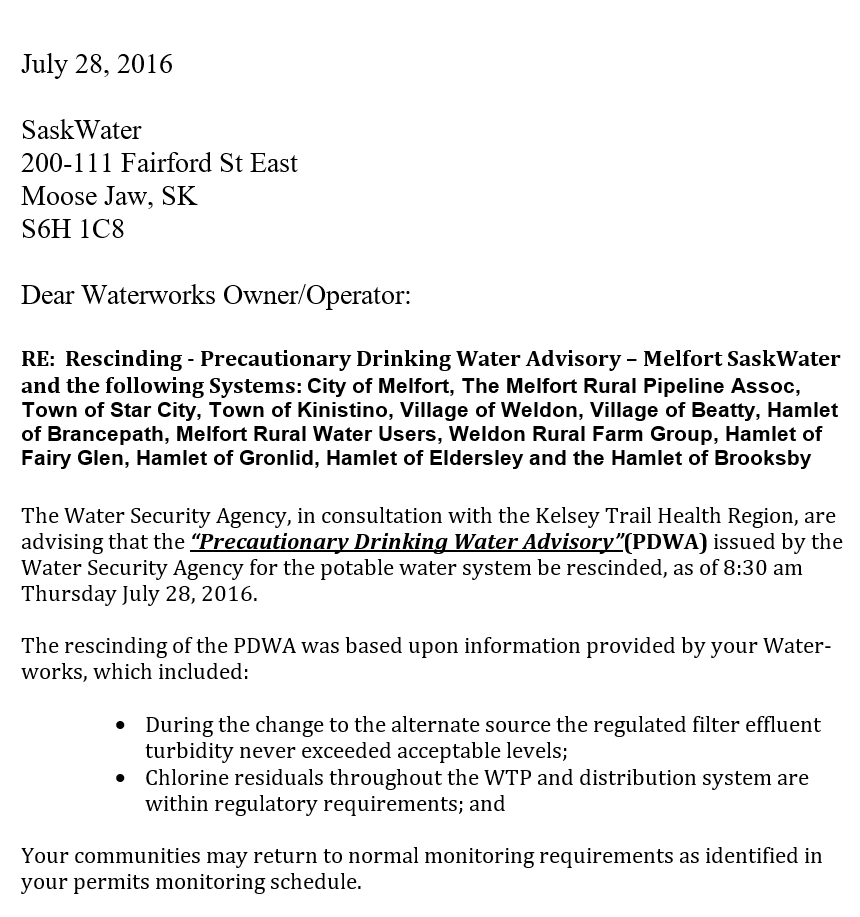 July 28, 2016
SaskWater
200-111 Fairford St East
Moose Jaw, SK
S6H 1C8
Dear Waterworks Owner/Operator:
RE:  Rescinding - Precautionary Drinking Water Advisory – Melfort SaskWater
and the following Systems: City of Melfort, The Melfort Rural Pipeline Assoc,
Town of Star City, Town of Kinistino, Village of Weldon, Village of Beatty, Hamlet
of Brancepath, Melfort Rural Water Users, Weldon Rural Farm Group, Hamlet of
Fairy Glen, Hamlet of Gronlid, Hamlet of Eldersley and the Hamlet of Brooksby
The Water Security Agency, in consultation with the Kelsey Trail Health Region, are
advising that the “Precautionary Drinking Water Advisory”(PDWA) issued by the
Water Security Agency for the potable water system be rescinded, as of 8:30 am
Thursday July 28, 2016.
The rescinding of the PDWA was based upon information provided by your Water-
works, which included:
• During the change to the alternate source the regulated filter effluent
turbidity never exceeded acceptable levels;
• Chlorine residuals throughout the WTP and distribution system are
within regulatory requirements; and
Your communities may return to normal monitoring requirements as identified in
your permits monitoring schedule.